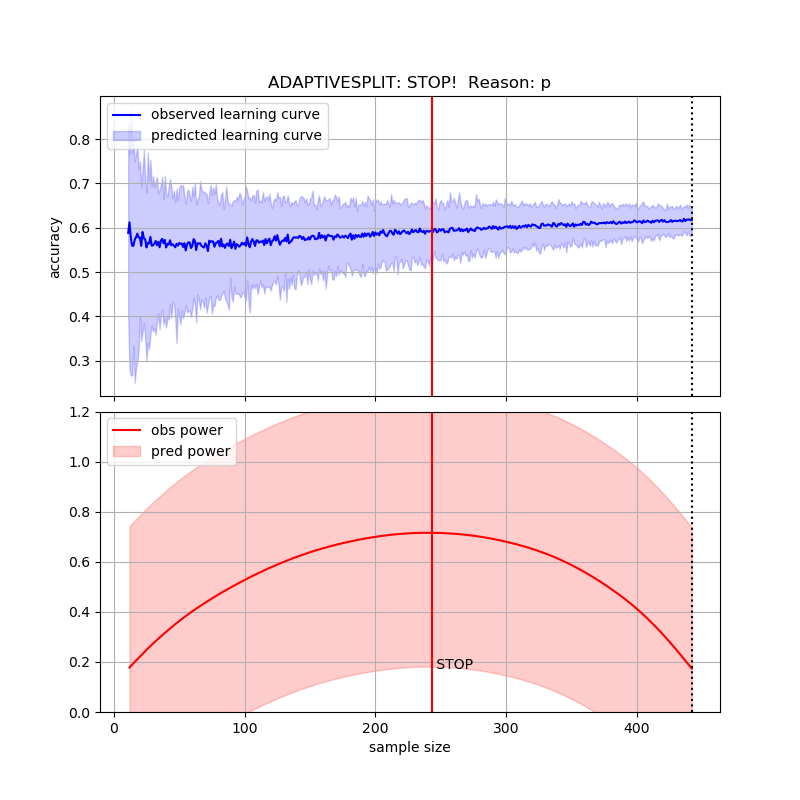 ADAPTIVESPLIT: STOP!  Reason: p
observed learning curve
predicted learning curve
accuracy
0.8
0.7
0.6
0.5
0.4
0.3
obs power
pred power
1.2
1.0
0.8
0.6
0.4
0.2
0.0
STOP
0 100 200 300 400
sample size